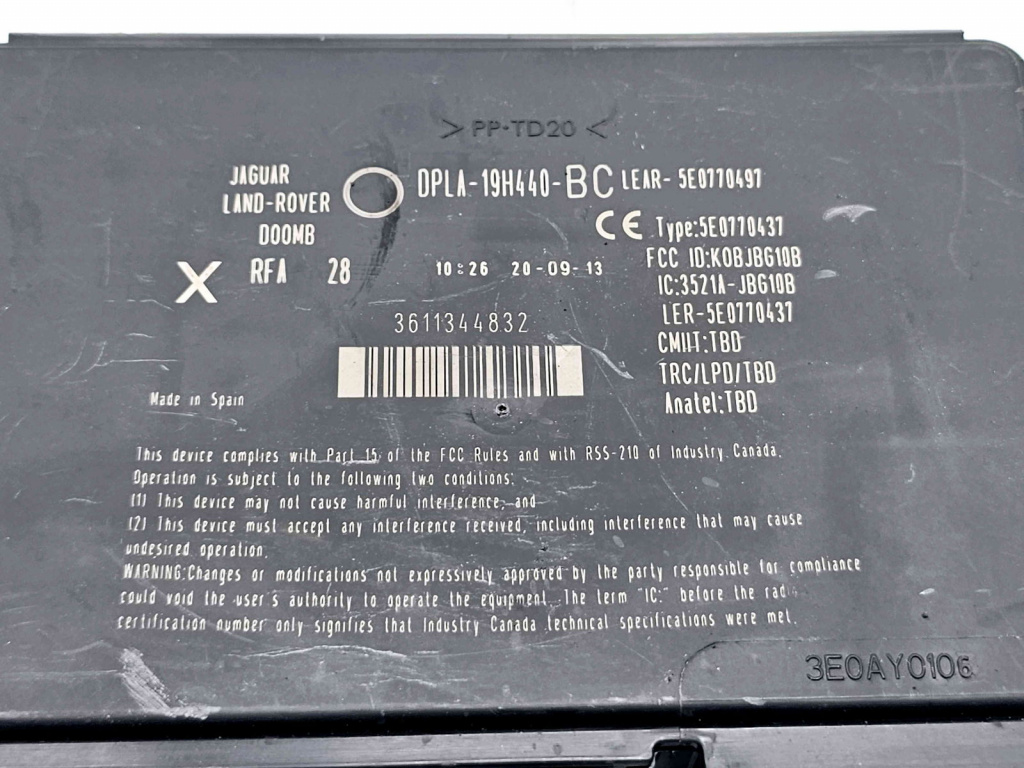 > PP-TD20 <
JAGUAR
LAND-ROVER
DOOMB
DPLA-19H440-BC LEAR- 5E0770497
CE Type:5E0770437
X RFA 28
10:26 20-09-13
FCC ID:KOBJBG10B
IC:3521A-JBG10B
LER-5E0770437
CMIIT:TBD
TRC/LPD/TBD
Anatel:TBD
3611344832
Made in Spain
This device complies with Part 15 of the FCC Rules and with RSS-210 of Industry Canada.
Operation is subject to the following two conditions:
(1) This device may not cause harmful interference, and
(2) This device must accept any interference received, including interference that may cause
undesired operation.
WARNING:Changes or modifications not expressively approved by the party responsible for compliance
could void the user's authority to operate the equipment. The term "IC:" before the radio
certification number only signifies that Industry Canada technical specifications were met.
3E0AY0106